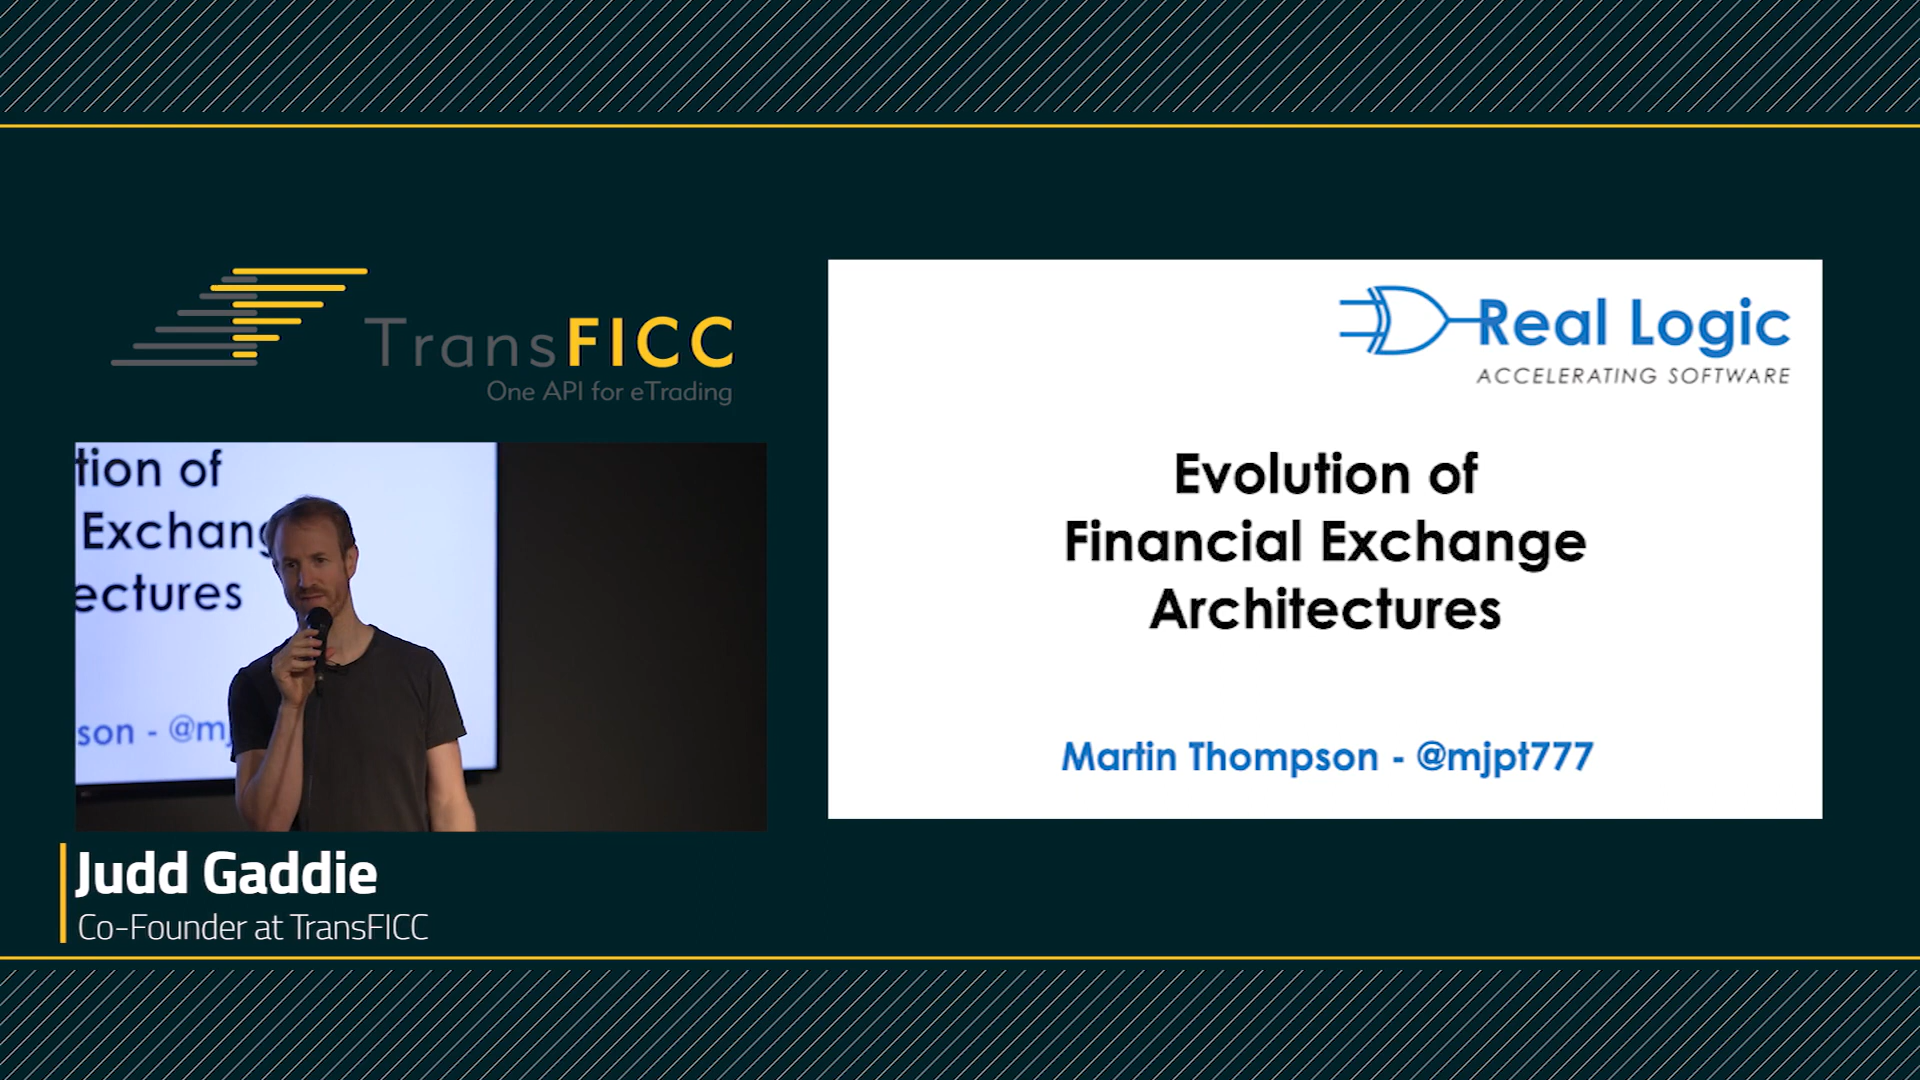 TransFICC
One API for eTrading
tion of
Exchang
ectures
son - @mj
Judd Gaddie
Co-Founder at TransFICC
Real Logic
ACCELERATING SOFTWARE
Evolution of
Financial Exchange
Architectures
Martin Thompson - @mjpt777